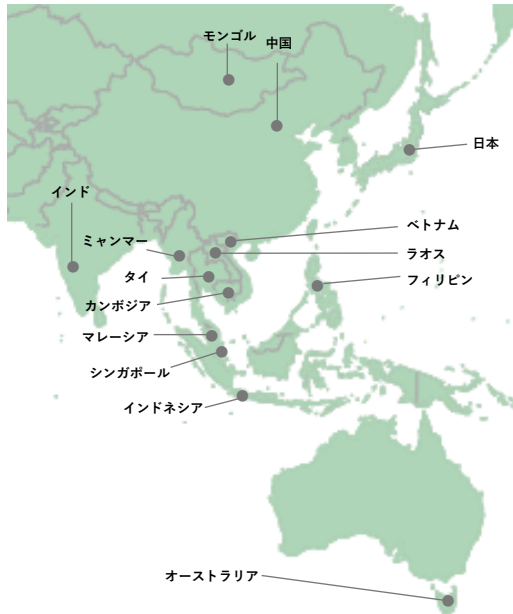 モンゴル
中国
日本
インド
ミャンマー
ベトナム
ラオス
タイ
フィリピン
カンボジア
マレーシア
シンガポール
インドネシア
オーストラリア